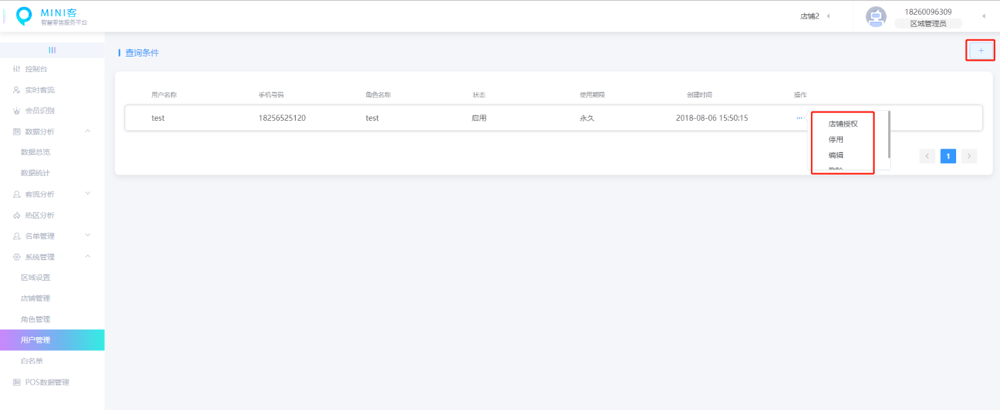 MINI客
智慧零售服务平台
店铺2
18260096309
区域管理员
控制台
实时客流
会员识别
数据分析
数据总览
数据统计
客流分析
热区分析
名单管理
系统管理
区域设置
店铺管理
角色管理
用户管理
白名单
POS数据管理
查询条件
+
用户名称 手机号码 角色名称 状态 使用期限 创建时间 操作
test 18256525120 test 启用 永久 2018-08-06 15:50:15 ···
店铺授权
停用
编辑
删除
< 1 >